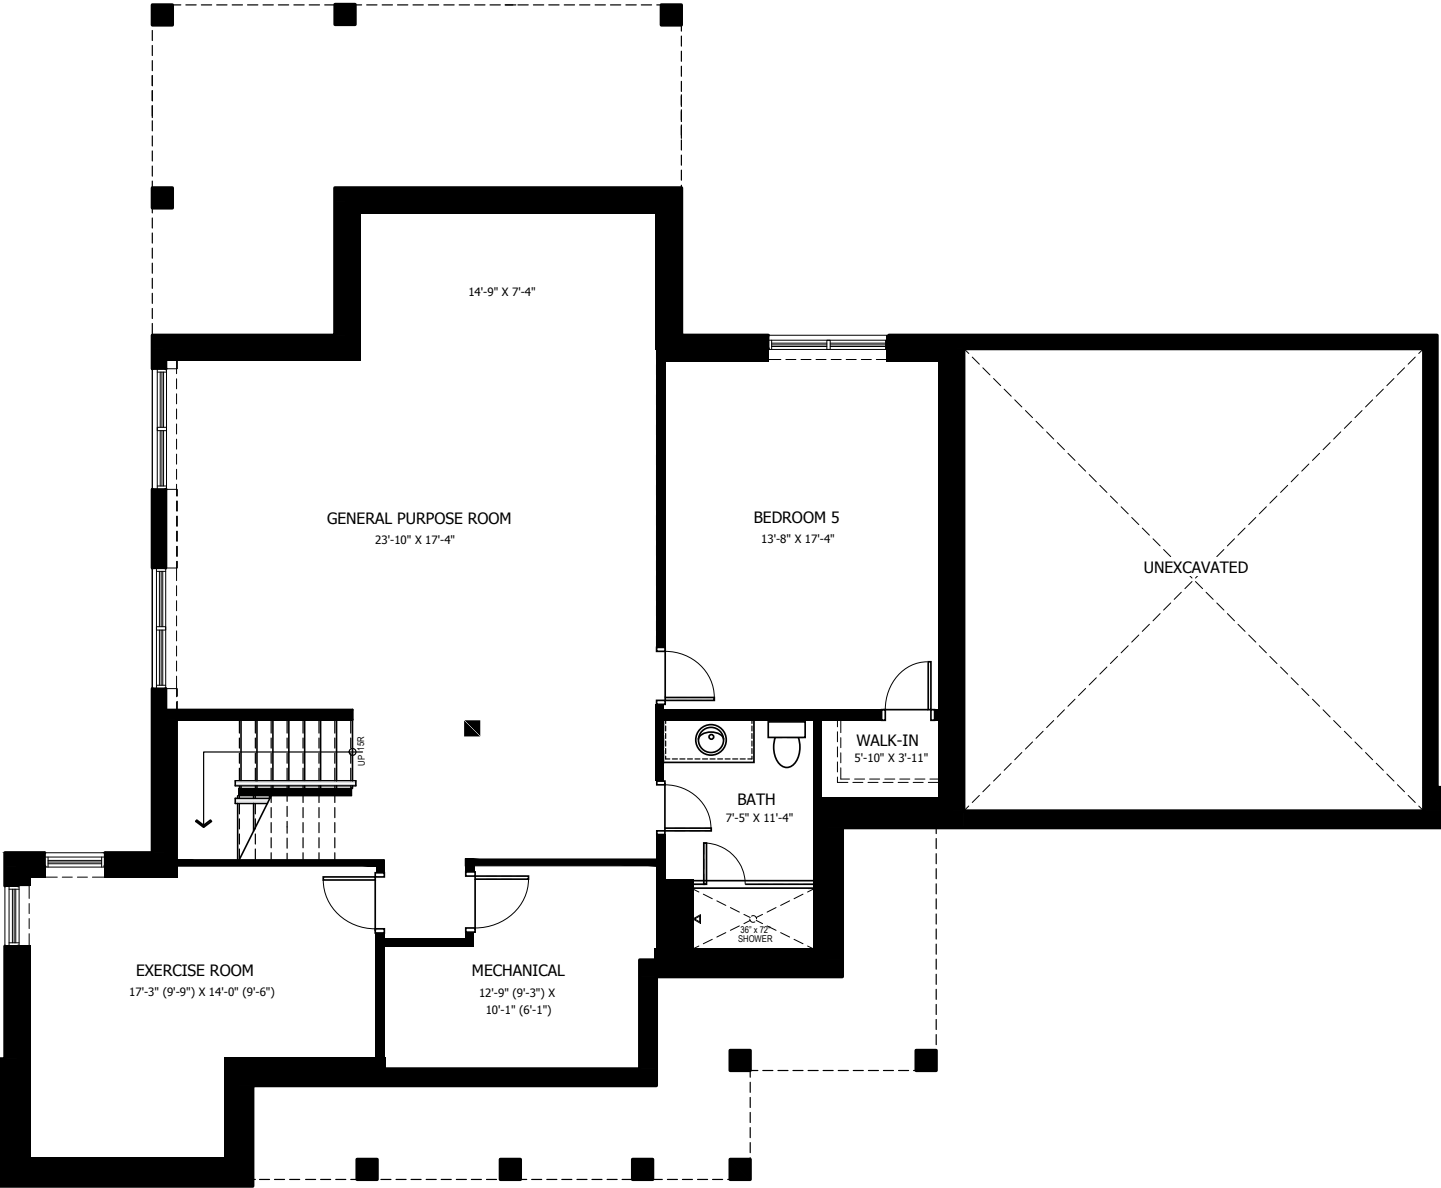 14'-9" X 7'-4"
GENERAL PURPOSE ROOM
23'-10" X 17'-4"
BEDROOM 5
13'-8" X 17'-4"
UNEXCAVATED
UP 15R
WALK-IN
5'-10" X 3'-11"
BATH
7'-5" X 11'-4"
36" x 72"
SHOWER
EXERCISE ROOM
17'-3" (9'-9") X 14'-0" (9'-6")
MECHANICAL
12'-9" (9'-3") X
10'-1" (6'-1")